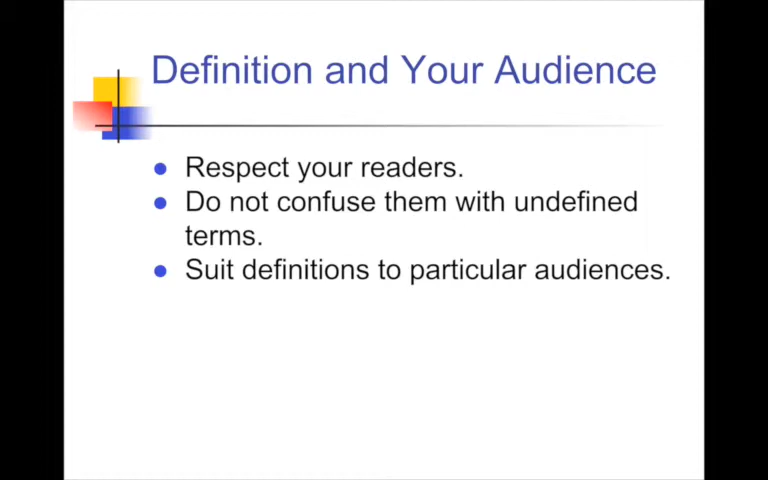 Definition and Your Audience
Respect your readers.
Do not confuse them with undefined
terms.
Suit definitions to particular audiences.